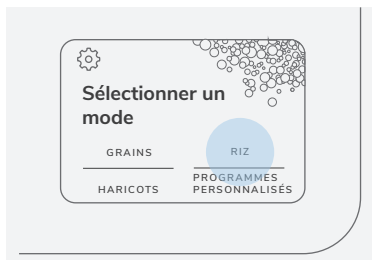 Sélectionner un
mode
GRAINS
RIZ
HARICOTS
PROGRAMMES
PERSONNALISÉS